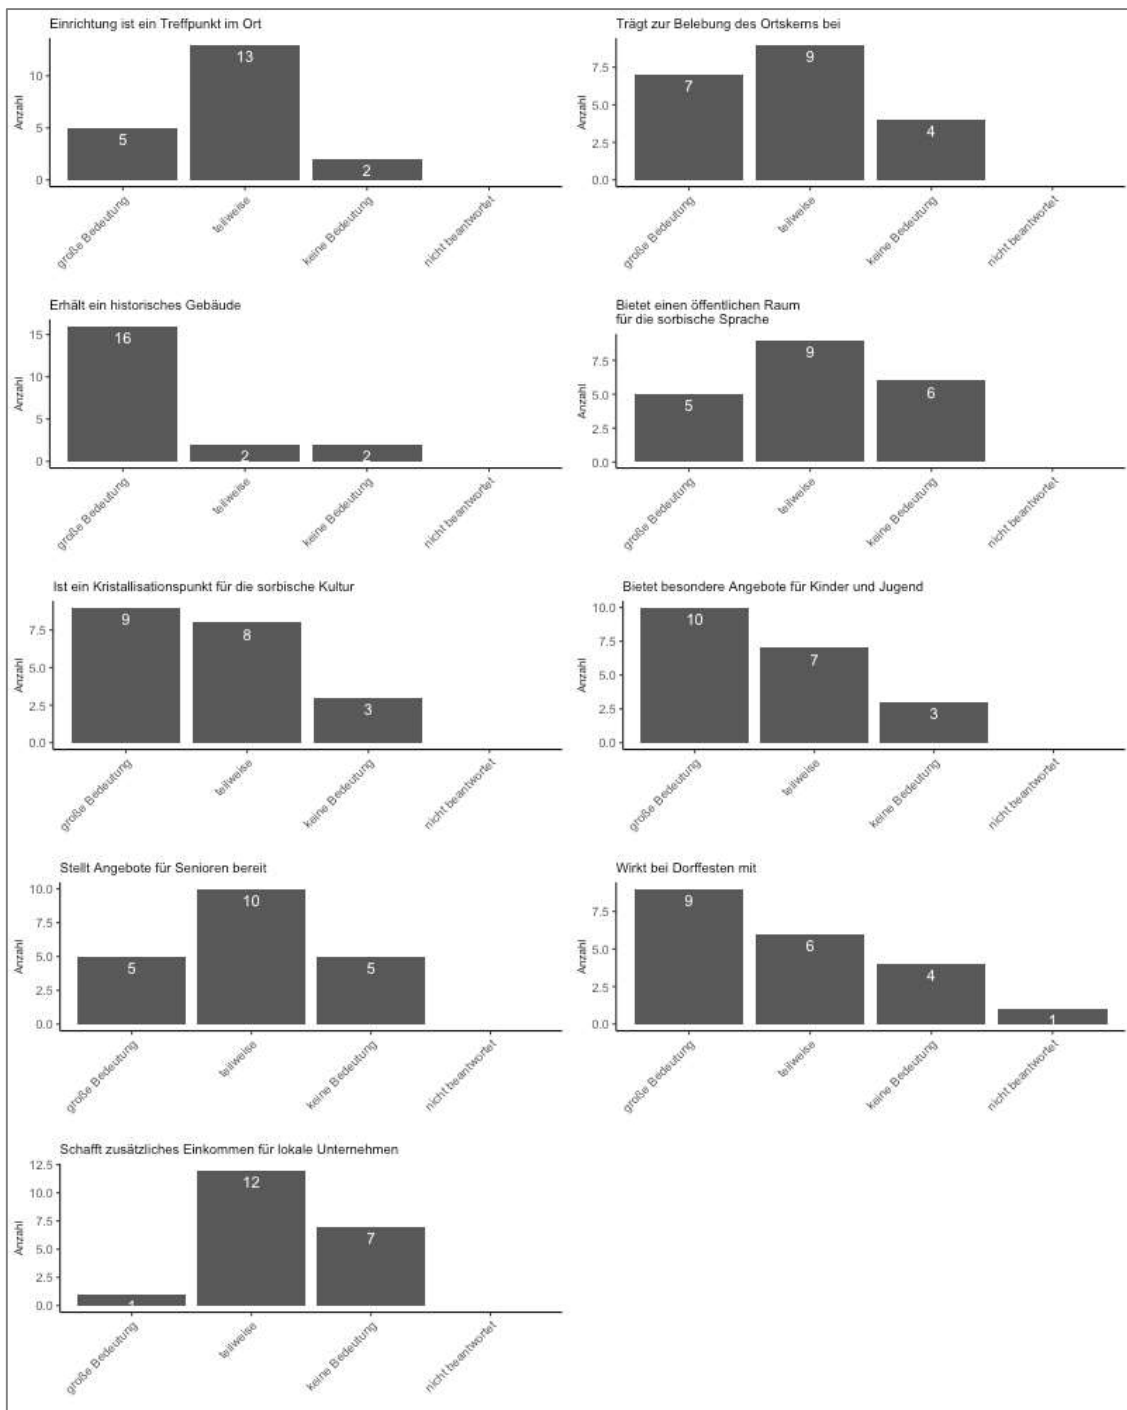 Einrichtung ist ein Treffpunkt im Ort
Anzahl
10
5
0
5
13
2
große Bedeutung
teilweise
keine Bedeutung
nicht beantwortet
Trägt zur Belebung des Ortskerns bei
Anzahl
7.5
5.0
2.5
0.0
7
9
4
große Bedeutung
teilweise
keine Bedeutung
nicht beantwortet
Erhält ein historisches Gebäude
Anzahl
15
10
5
0
16
2
2
große Bedeutung
teilweise
keine Bedeutung
nicht beantwortet
Bietet einen öffentlichen Raum
für die sorbische Sprache
Anzahl
7.5
5.0
2.5
0.0
5
9
6
große Bedeutung
teilweise
keine Bedeutung
nicht beantwortet
Ist ein Kristallisationspunkt für die sorbische Kultur
Anzahl
7.5
5.0
2.5
0.0
9
8
3
große Bedeutung
teilweise
keine Bedeutung
nicht beantwortet
Bietet besondere Angebote für Kinder und Jugend
Anzahl
10.0
7.5
5.0
2.5
0.0
10
7
3
große Bedeutung
teilweise
keine Bedeutung
nicht beantwortet
Stellt Angebote für Senioren bereit
Anzahl
10.0
7.5
5.0
2.5
0.0
5
10
5
große Bedeutung
teilweise
keine Bedeutung
nicht beantwortet
Wirkt bei Dorffesten mit
Anzahl
7.5
5.0
2.5
0.0
9
6
4
1
große Bedeutung
teilweise
keine Bedeutung
nicht beantwortet
Schafft zusätzliches Einkommen für lokale Unternehmen
Anzahl
12.5
10.0
7.5
5.0
2.5
0.0
1
12
7
große Bedeutung
teilweise
keine Bedeutung
nicht beantwortet